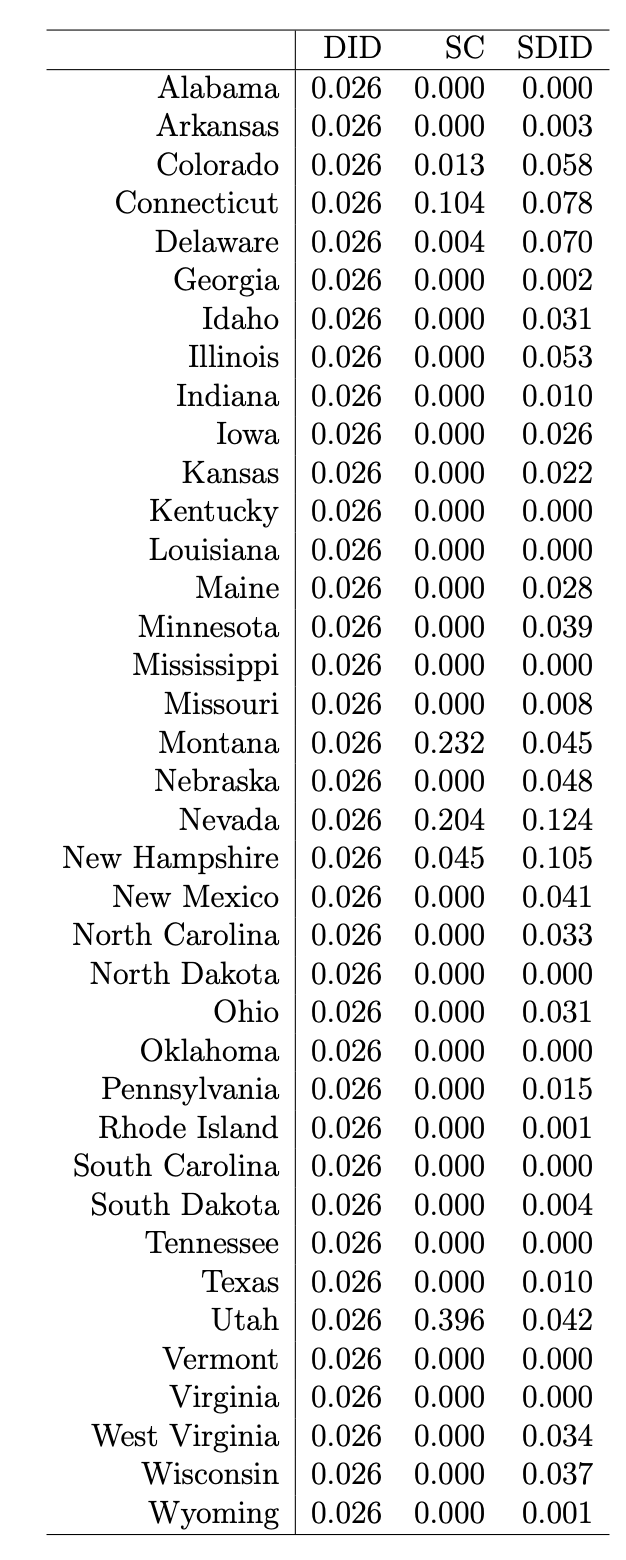 DID SC SDID
Alabama 0.026 0.000 0.000
Arkansas 0.026 0.000 0.003
Colorado 0.026 0.013 0.058
Connecticut 0.026 0.104 0.078
Delaware 0.026 0.004 0.070
Georgia 0.026 0.000 0.002
Idaho 0.026 0.000 0.031
Illinois 0.026 0.000 0.053
Indiana 0.026 0.000 0.010
Iowa 0.026 0.000 0.026
Kansas 0.026 0.000 0.022
Kentucky 0.026 0.000 0.000
Louisiana 0.026 0.000 0.000
Maine 0.026 0.000 0.028
Minnesota 0.026 0.000 0.039
Mississippi 0.026 0.000 0.000
Missouri 0.026 0.000 0.008
Montana 0.026 0.232 0.045
Nebraska 0.026 0.000 0.048
Nevada 0.026 0.204 0.124
New Hampshire 0.026 0.045 0.105
New Mexico 0.026 0.000 0.041
North Carolina 0.026 0.000 0.033
North Dakota 0.026 0.000 0.000
Ohio 0.026 0.000 0.031
Oklahoma 0.026 0.000 0.000
Pennsylvania 0.026 0.000 0.015
Rhode Island 0.026 0.000 0.001
South Carolina 0.026 0.000 0.000
South Dakota 0.026 0.000 0.004
Tennessee 0.026 0.000 0.000
Texas 0.026 0.000 0.010
Utah 0.026 0.396 0.042
Vermont 0.026 0.000 0.000
Virginia 0.026 0.000 0.000
West Virginia 0.026 0.000 0.034
Wisconsin 0.026 0.000 0.037
Wyoming 0.026 0.000 0.001